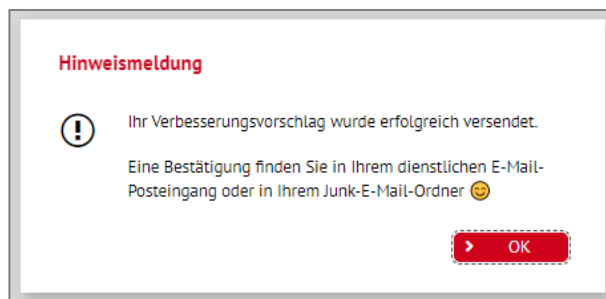 Hinweismeldung
Ihr Verbesserungsvorschlag wurde erfolgreich versendet.
Eine Bestätigung finden Sie in Ihrem dienstlichen E-Mail-
Posteingang oder in Ihrem Junk-E-Mail-Ordner 😊
OK